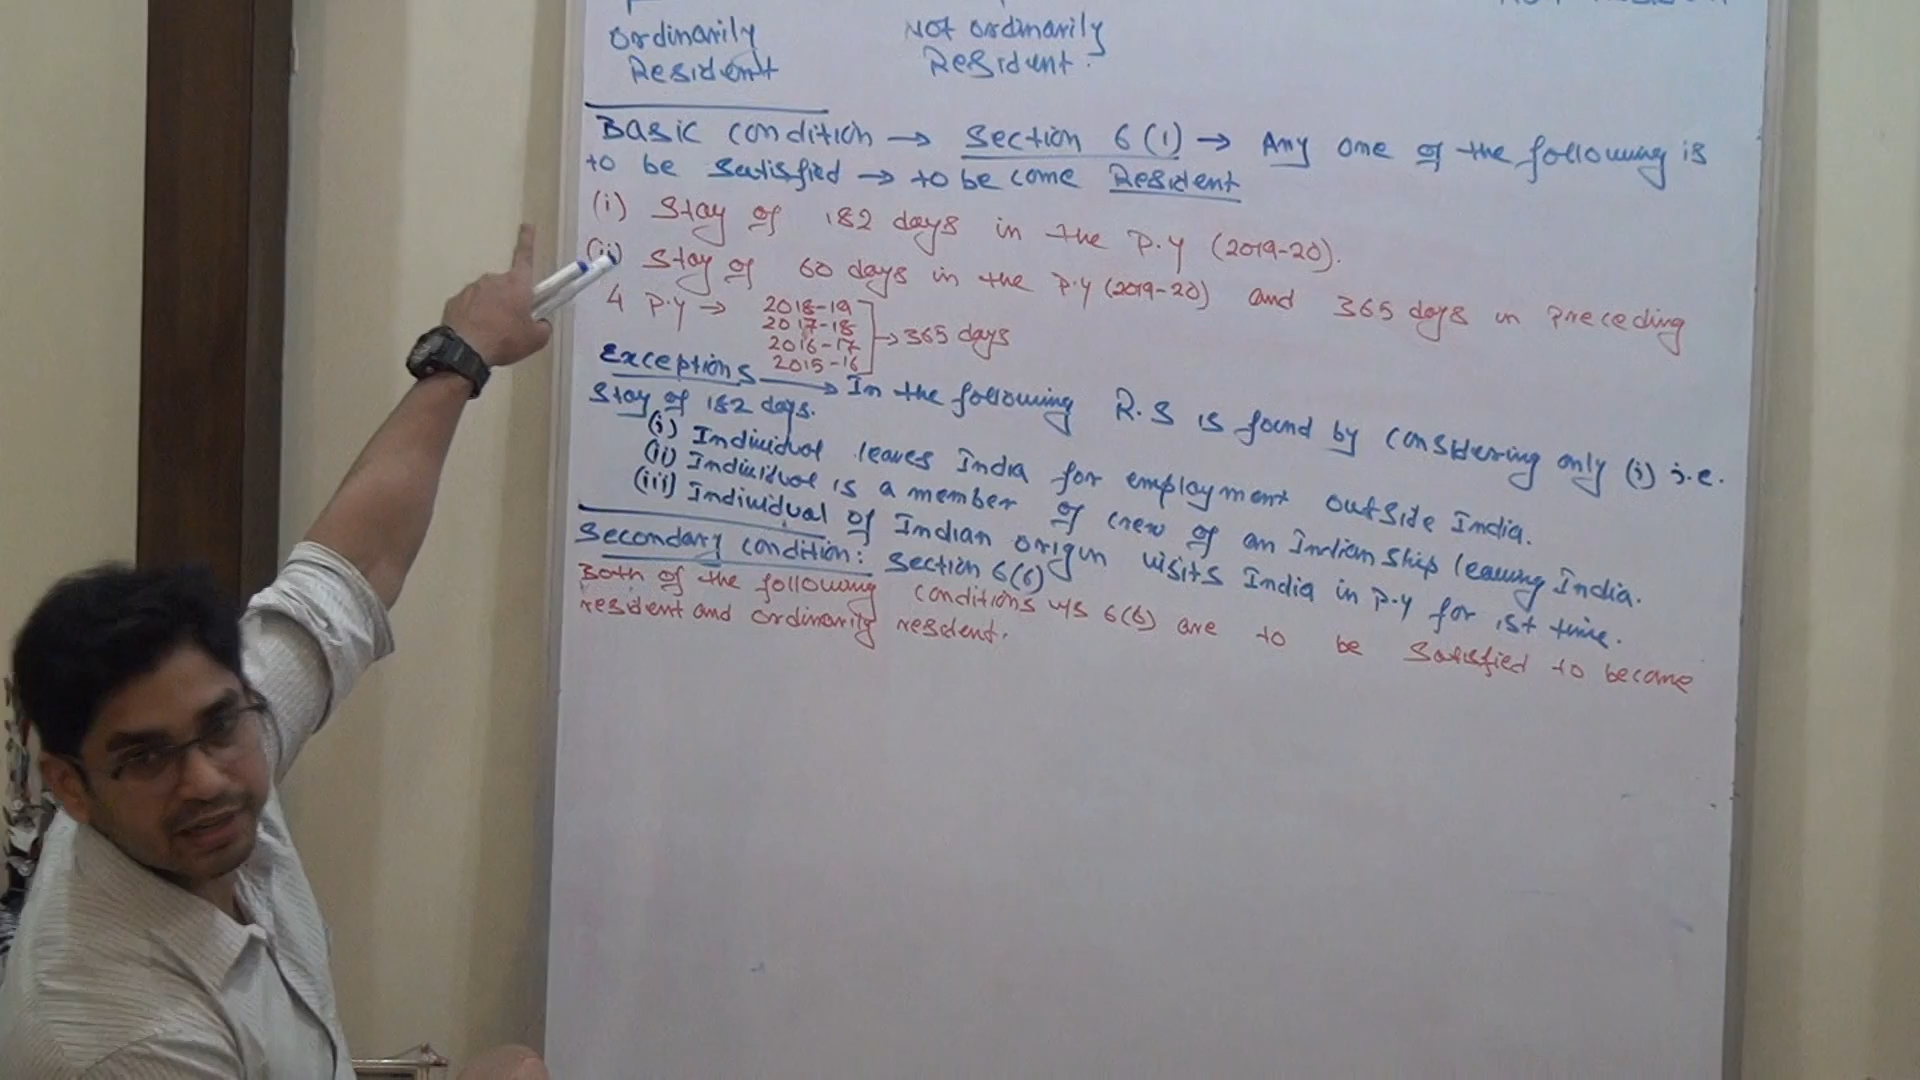 Ordinarily Not ordinarily
Resident Resident.
Basic condition → Section 6(1) → Any one of the following is
to be satisfied → to become Resident
(i) Stay of 182 days in the P.Y (2019-20).
(ii) Stay of 60 days in the P.Y (2019-20) and 365 days in preceding
4 P.Y → 2018-19
2017-18
2016-17 → 365 days
2015-16
Exceptions → In the following R.S is found by considering only (i) i.e.
Stay of 182 days.
(i) Individual leaves India for employment outside India.
(ii) Individual is a member of crew of an Indian ship leaving India.
(iii) Individual of Indian origin visits India in P.Y for 1st time.
Secondary condition: Section 6(6)
Both of the following conditions u/s 6(6) are to be satisfied to become
resident and ordinarily resident.